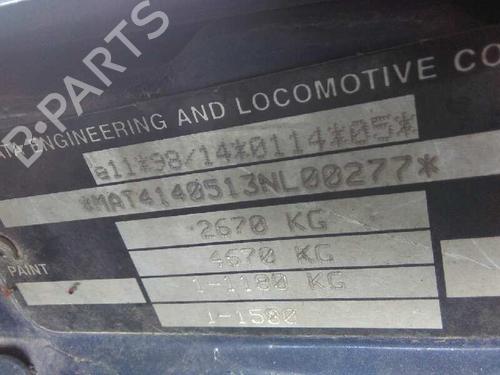 B-PARTS
TATA ENGINEERING AND LOCOMOTIVE CO
e11*98/14*0114*05*
*MAT4140513NL00277*
2670 KG
4670 KG
PAINT
1-1180 KG
1-1500